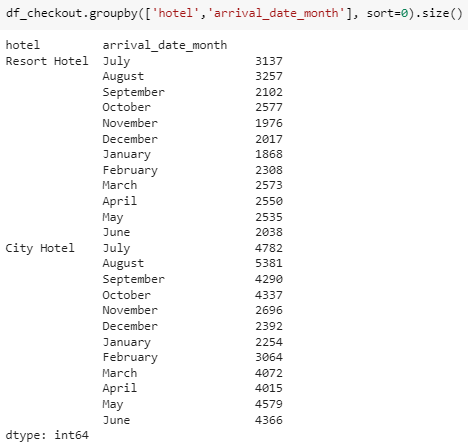 df_checkout.groupby(['hotel','arrival_date_month'], sort=0).size()
hotel         arrival_date_month
Resort Hotel  July                  3137
              August                3257
              September             2102
              October               2577
              November              1976
              December              2017
              January               1868
              February              2308
              March                 2573
              April                 2550
              May                   2535
              June                  2038
City Hotel    July                  4782
              August                5381
              September             4290
              October               4337
              November              2696
              December              2392
              January               2254
              February              3064
              March                 4072
              April                 4015
              May                   4579
              June                  4366
dtype: int64